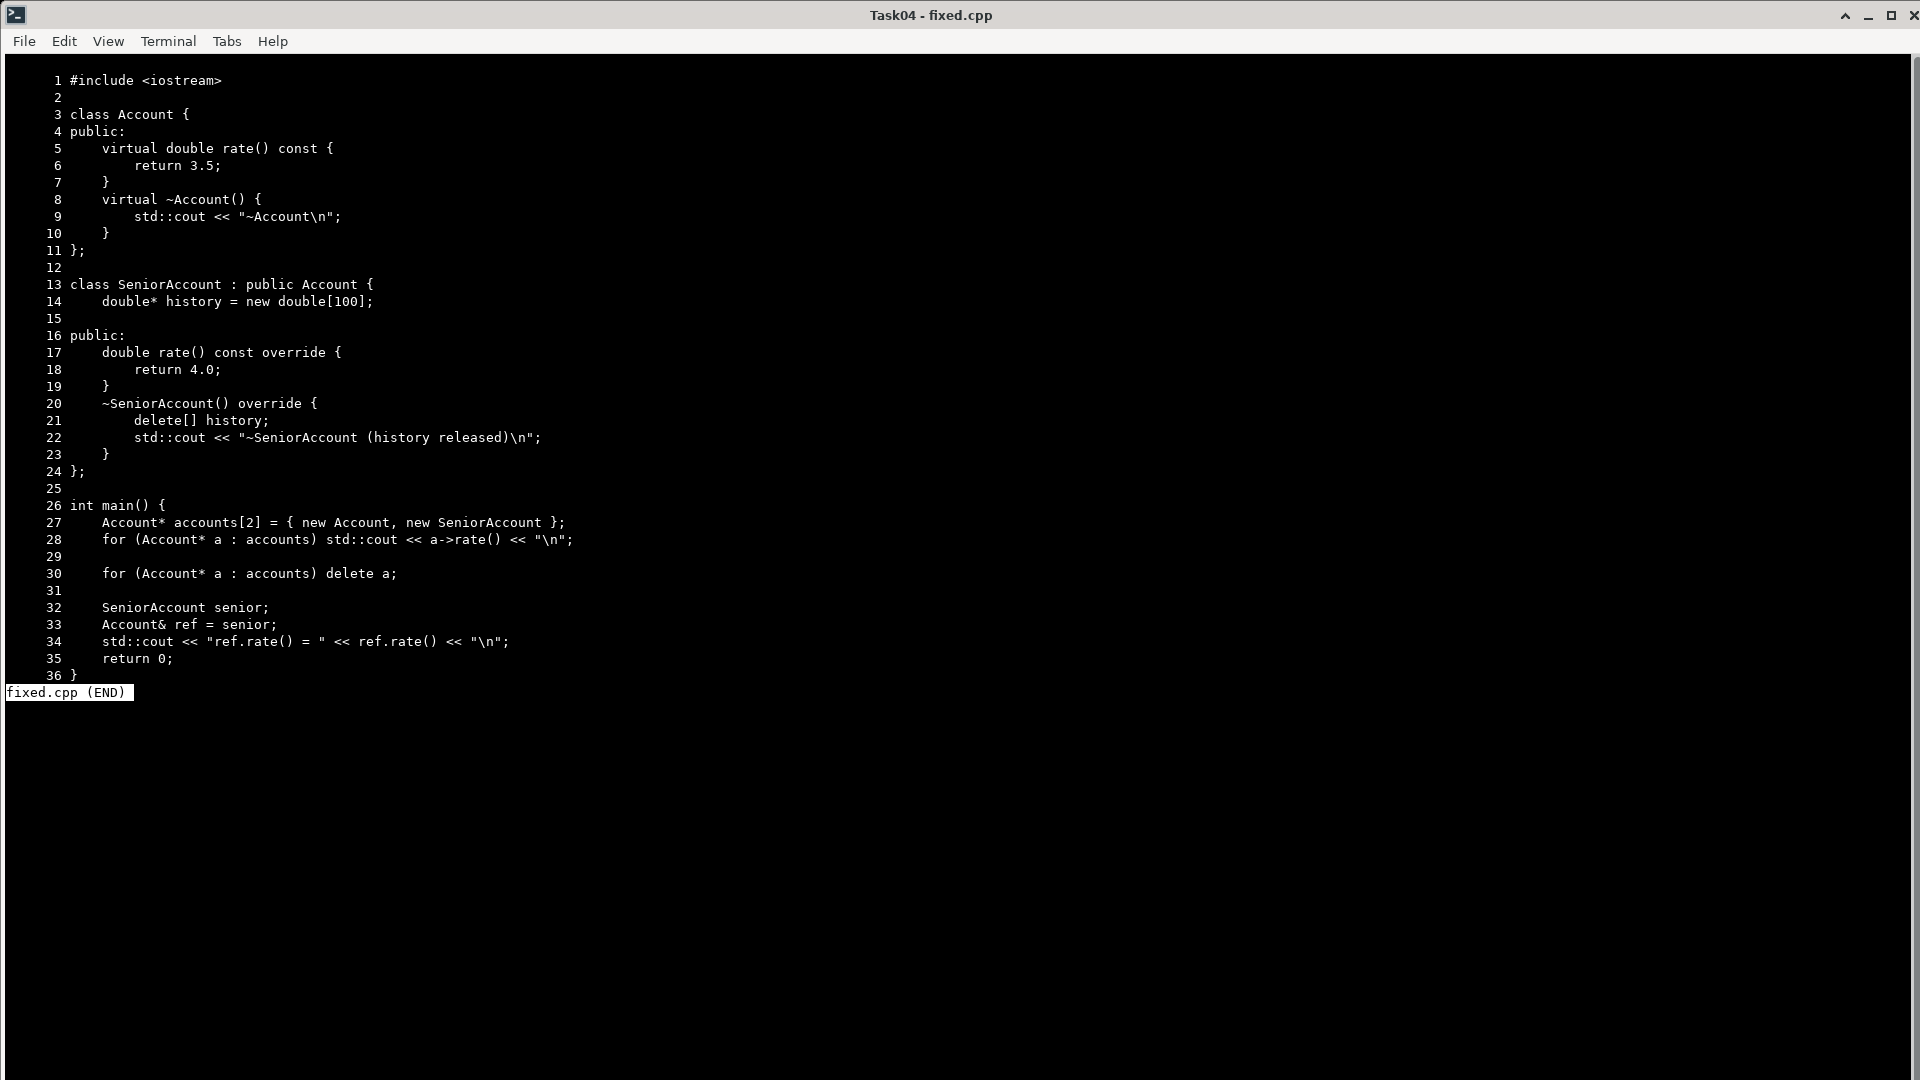 Task04 - fixed.cpp
File Edit View Terminal Tabs Help
1 #include <iostream>
2
3 class Account {
4 public:
5     virtual double rate() const {
6         return 3.5;
7     }
8     virtual ~Account() {
9         std::cout << "~Account\n";
10     }
11 };
12
13 class SeniorAccount : public Account {
14     double* history = new double[100];
15
16 public:
17     double rate() const override {
18         return 4.0;
19     }
20     ~SeniorAccount() override {
21         delete[] history;
22         std::cout << "~SeniorAccount (history released)\n";
23     }
24 };
25
26 int main() {
27     Account* accounts[2] = { new Account, new SeniorAccount };
28     for (Account* a : accounts) std::cout << a->rate() << "\n";
29
30     for (Account* a : accounts) delete a;
31
32     SeniorAccount senior;
33     Account& ref = senior;
34     std::cout << "ref.rate() = " << ref.rate() << "\n";
35     return 0;
36 }
fixed.cpp (END)